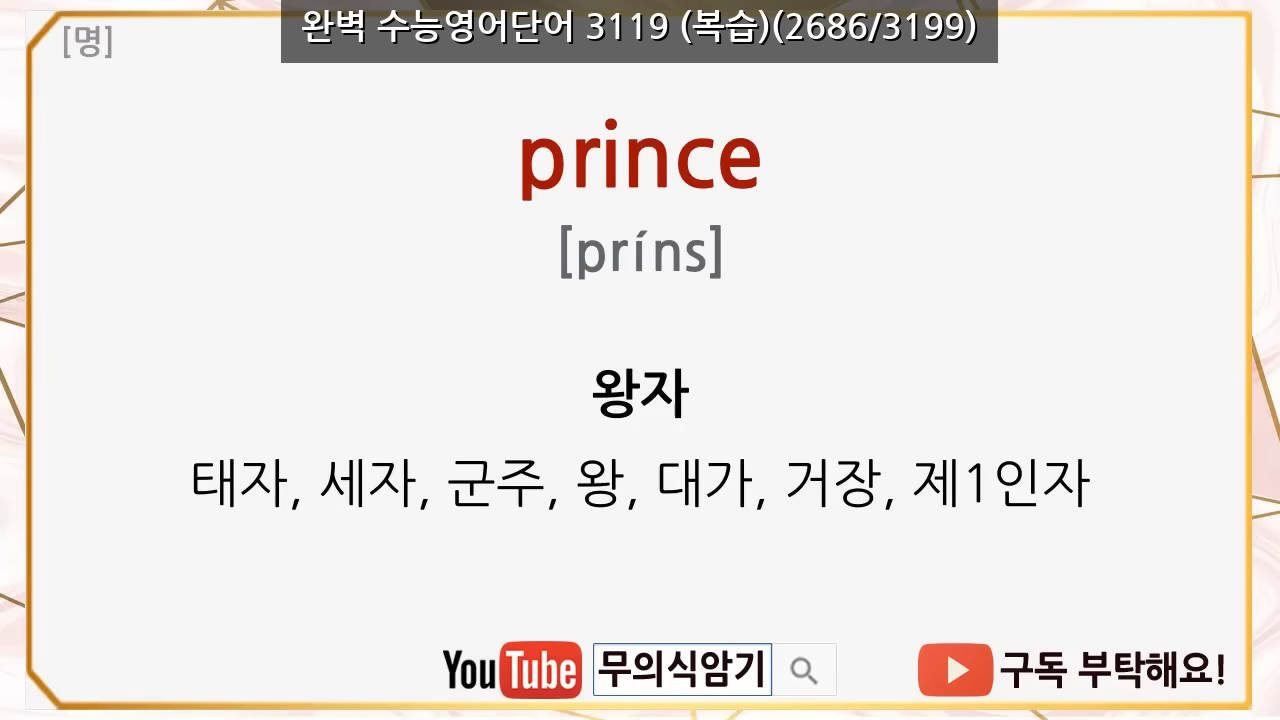 완벽 수능영어단어 3119 (복습)(2686/3199)
[명]
prince
[príns]
왕자
태자, 세자, 군주, 왕, 대가, 거장, 제1인자
YouTube 무의식암기 구독 부탁해요!